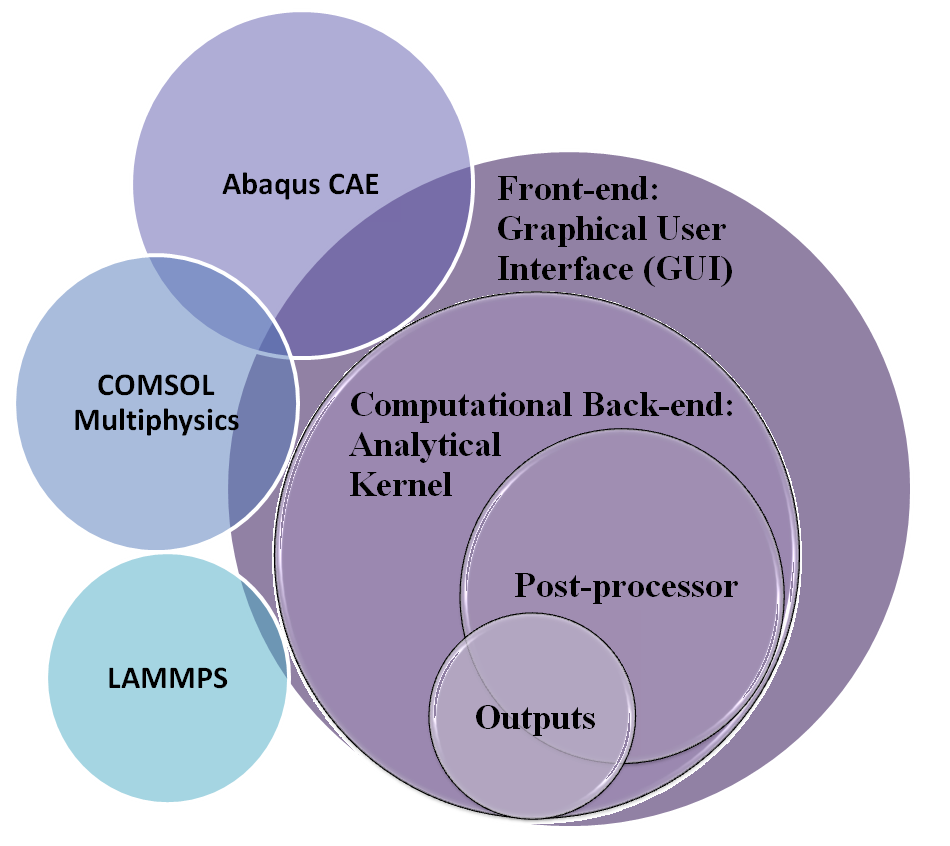 Abaqus CAE
Front-end:
Graphical User
Interface (GUI)
COMSOL
Multiphysics
Computational Back-end:
Analytical
Kernel
Post-processor
LAMMPS
Outputs